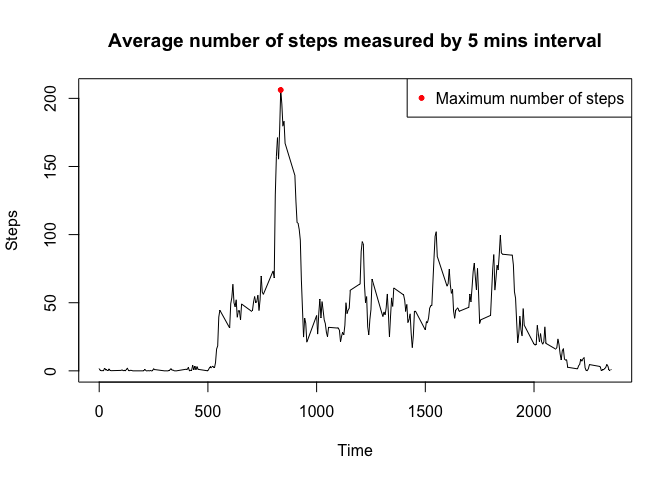 Average number of steps measured by 5 mins interval
Maximum number of steps
Steps
200
150
100
50
0
0 500 1000 1500 2000
Time